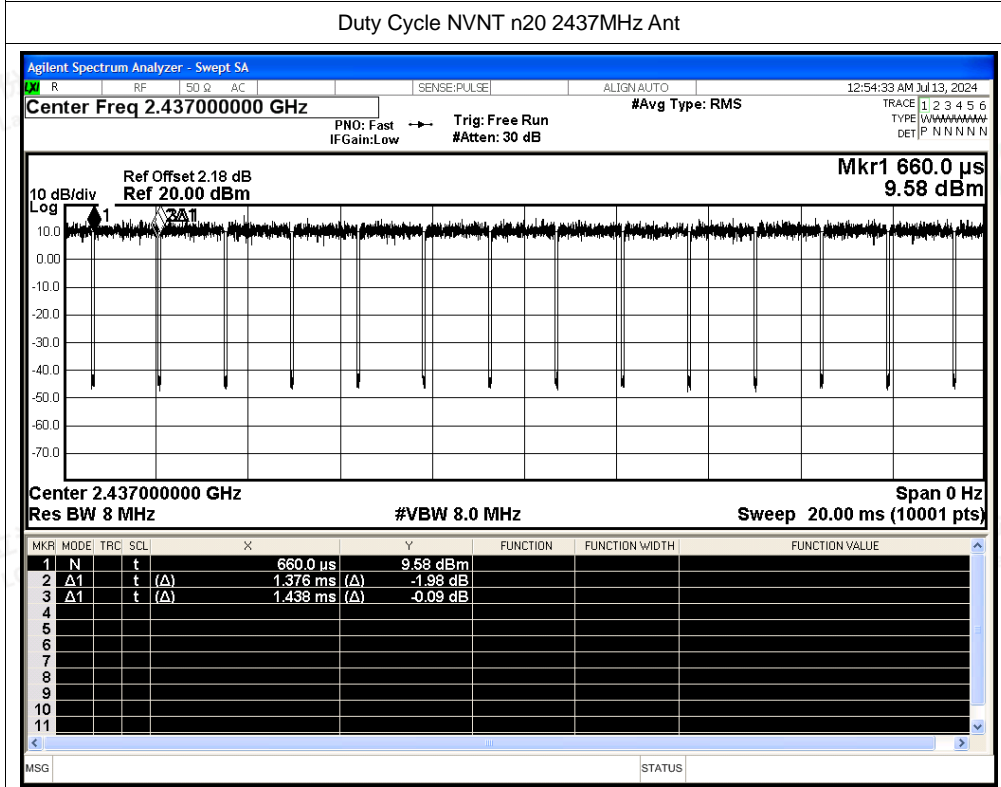 Duty Cycle NVNT n20 2437MHz Ant
Agilent Spectrum Analyzer - Swept SA
LXI R RF 50 Ω AC SENSE:PULSE ALIGN AUTO 12:54:33 AM Jul 13, 2024
Center Freq 2.437000000 GHz #Avg Type: RMS TRACE 1 2 3 4 5 6
PNO: Fast Trig: Free Run TYPE WWWWWW
IFGain:Low #Atten: 30 dB DET P N N N N N
Mkr1 660.0 µs
Ref Offset 2.18 dB
10 dB/div Ref 20.00 dBm 9.58 dBm
Log
1 3Δ1
10.0
0.00
-10.0
-20.0
-30.0
-40.0
-50.0
-60.0
-70.0
Center 2.437000000 GHz Span 0 Hz
Res BW 8 MHz #VBW 8.0 MHz Sweep 20.00 ms (10001 pts)
MKR MODE TRC SCL X Y FUNCTION FUNCTION WIDTH FUNCTION VALUE
1 N t 660.0 µs 9.58 dBm
2 Δ1 t (Δ) 1.376 ms (Δ) -1.98 dB
3 Δ1 t (Δ) 1.438 ms (Δ) -0.09 dB
4
5
6
7
8
9
10
11
MSG STATUS